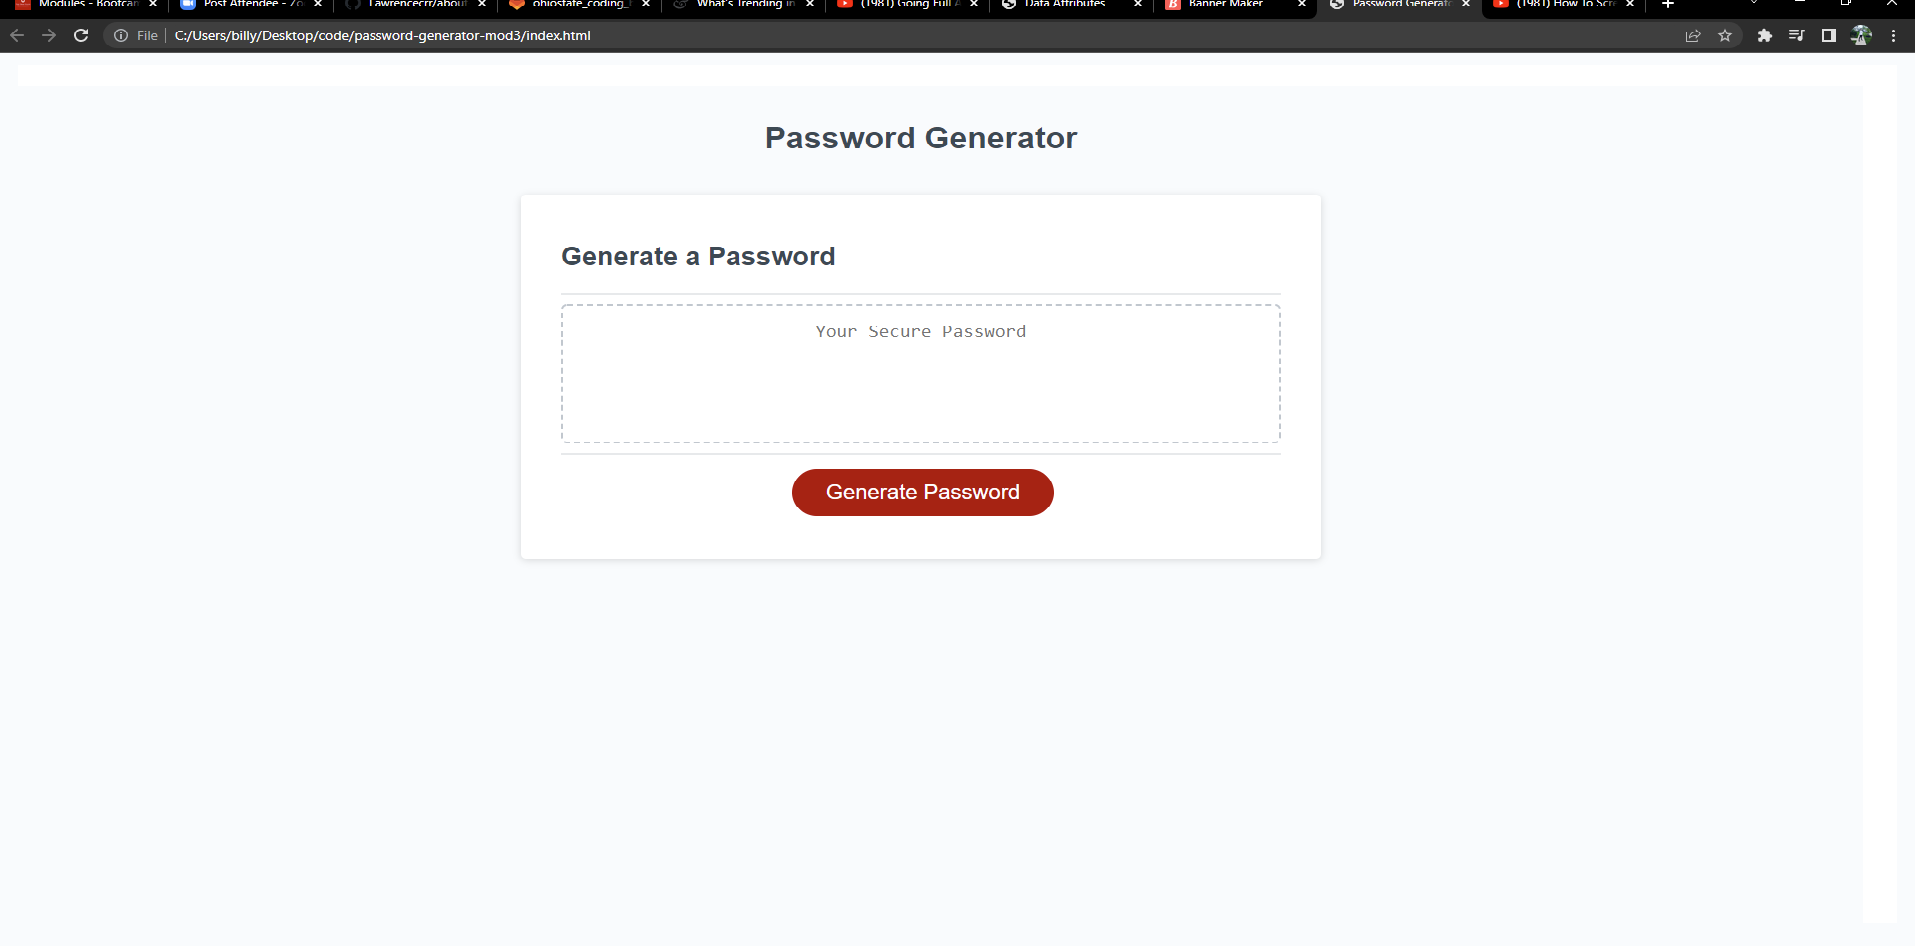 Modules - Bootcan
Post Attendee - Zo
Lawrencecrr/about
ohiostate_coding_
What's Trending in
(1981) Going Full A
Data Attributes
Banner Maker
Password Generato
(1981) How To Scre
File
C:/Users/billy/Desktop/code/password-generator-mod3/index.html
Password Generator
Generate a Password
Your Secure Password
Generate Password